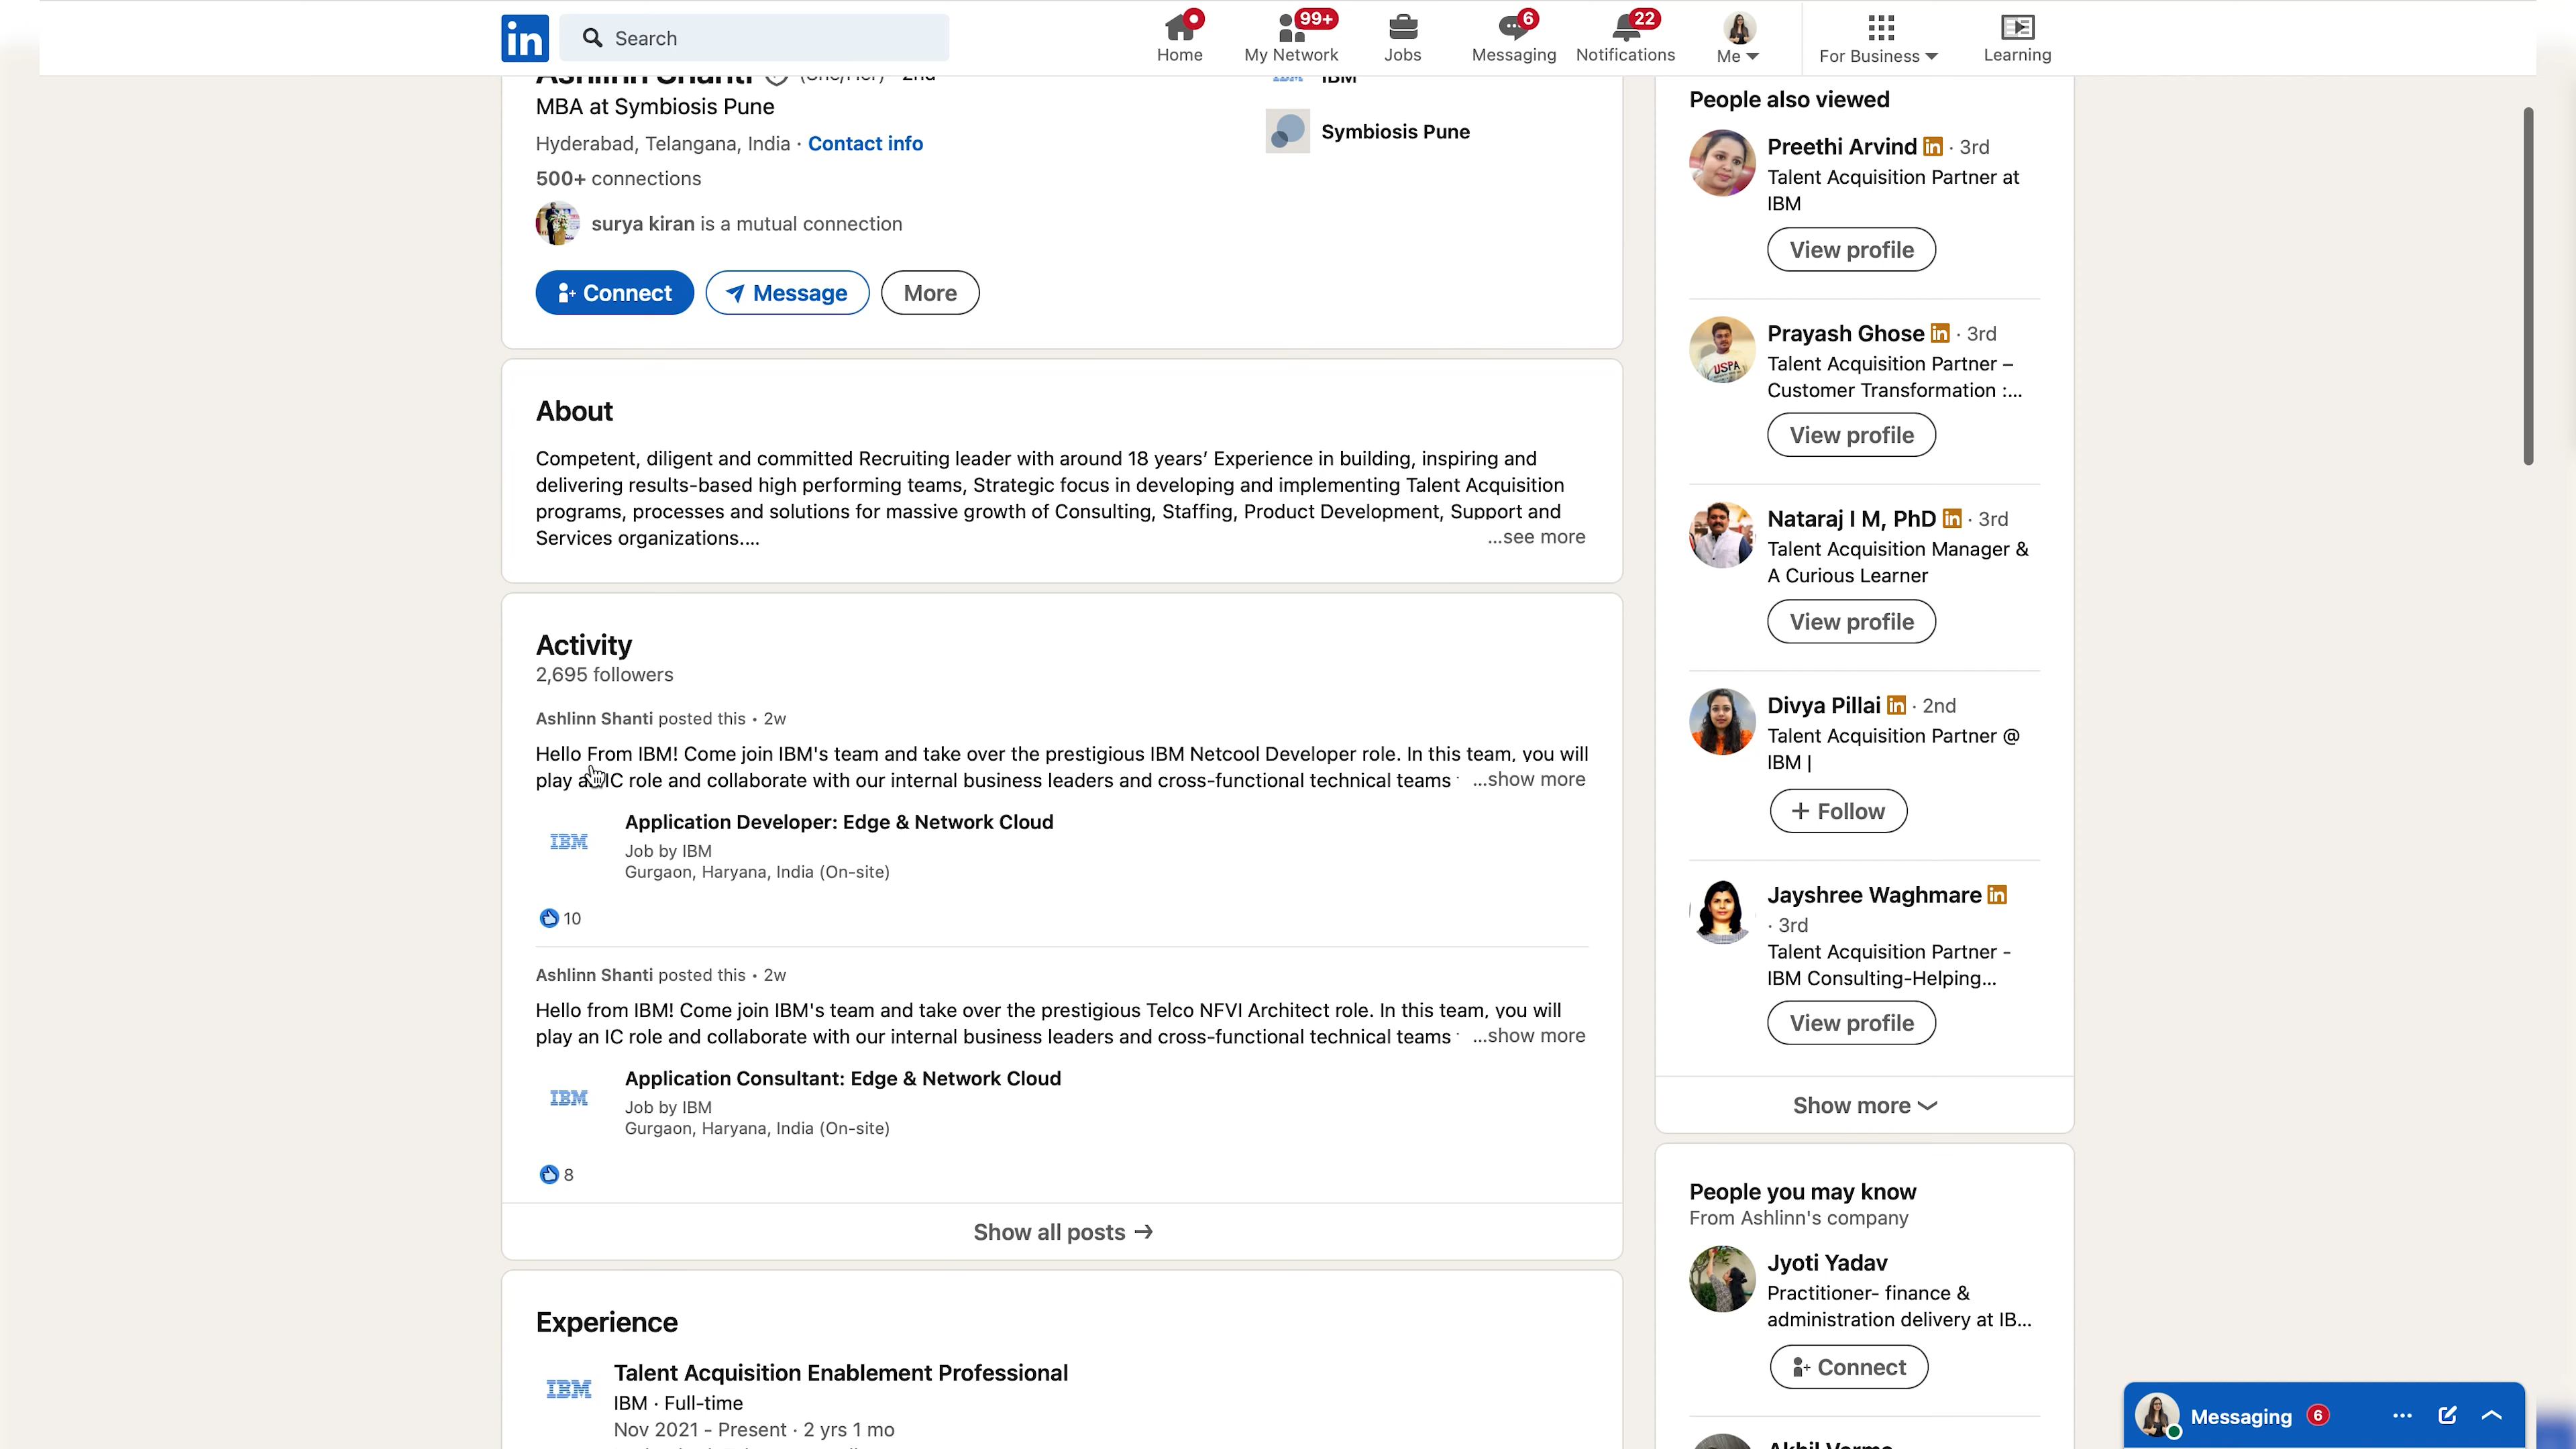 in
Search
Home
99+
My Network
Jobs
6
Messaging
22
Notifications
Me
For Business
Learning
Ashlinn Shanti (She/Her) · 2nd
MBA at Symbiosis Pune
Hyderabad, Telangana, India · Contact info
500+ connections
surya kiran is a mutual connection
Connect
Message
More
IBM
Symbiosis Pune
About
Competent, diligent and committed Recruiting leader with around 18 years’ Experience in building, inspiring and
delivering results-based high performing teams, Strategic focus in developing and implementing Talent Acquisition
programs, processes and solutions for massive growth of Consulting, Staffing, Product Development, Support and
Services organizations.... ...see more
Activity
2,695 followers
Ashlinn Shanti posted this • 2w
Hello From IBM! Come join IBM's team and take over the prestigious IBM Netcool Developer role. In this team, you will
play an IC role and collaborate with our internal business leaders and cross-functional technical teams ...show more
IBM
Application Developer: Edge & Network Cloud
Job by IBM
Gurgaon, Haryana, India (On-site)
10
Ashlinn Shanti posted this • 2w
Hello from IBM! Come join IBM's team and take over the prestigious Telco NFVI Architect role. In this team, you will
play an IC role and collaborate with our internal business leaders and cross-functional technical teams ...show more
IBM
Application Consultant: Edge & Network Cloud
Job by IBM
Gurgaon, Haryana, India (On-site)
8
Show all posts →
Experience
IBM
Talent Acquisition Enablement Professional
IBM · Full-time
Nov 2021 - Present · 2 yrs 1 mo
People also viewed
Preethi Arvind in · 3rd
Talent Acquisition Partner at
IBM
View profile
Prayash Ghose in · 3rd
Talent Acquisition Partner –
Customer Transformation :...
View profile
Nataraj I M, PhD in · 3rd
Talent Acquisition Manager &
A Curious Learner
View profile
Divya Pillai in · 2nd
Talent Acquisition Partner @
IBM |
+ Follow
Jayshree Waghmare in
· 3rd
Talent Acquisition Partner -
IBM Consulting-Helping...
View profile
Show more
People you may know
From Ashlinn's company
Jyoti Yadav
Practitioner- finance &
administration delivery at IB...
Connect
Akhil Verma
Messaging 6